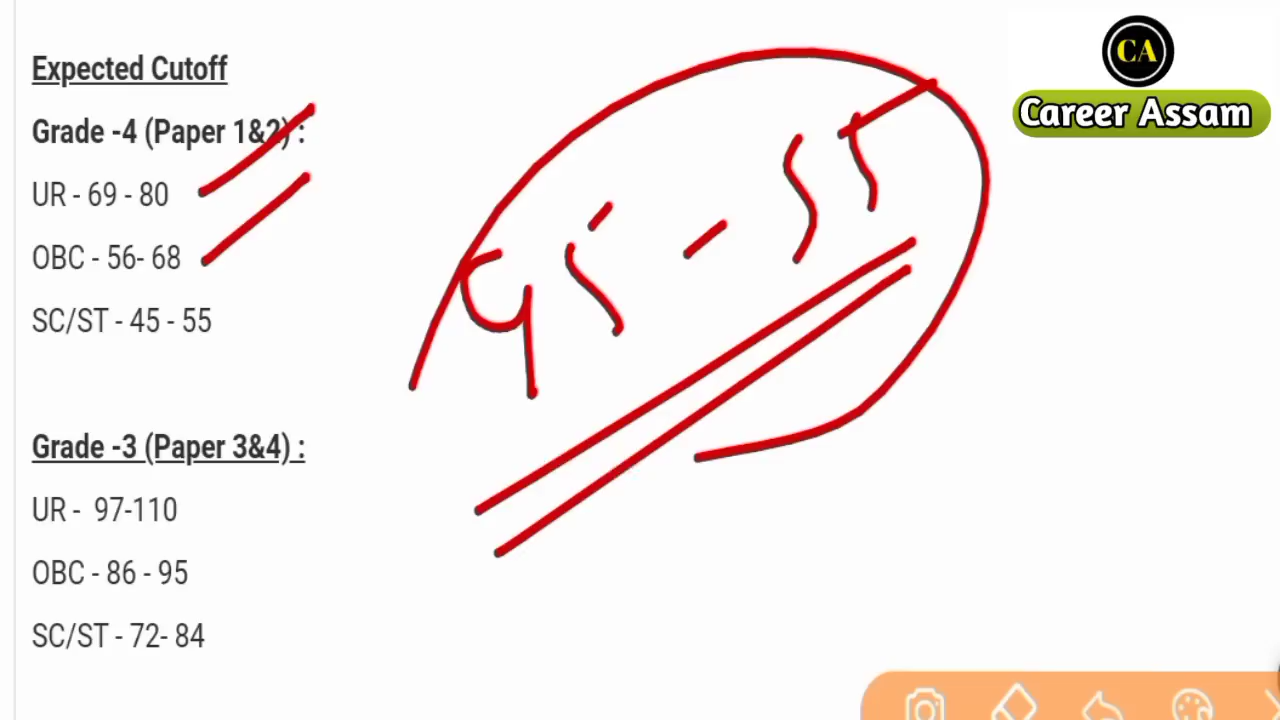 Expected Cutoff
Grade -4 (Paper 1&2) :
UR - 69 - 80
OBC - 56- 68
SC/ST - 45 - 55
45 - 55
Grade -3 (Paper 3&4) :
UR - 97-110
OBC - 86 - 95
SC/ST - 72- 84
CA
Career Assam